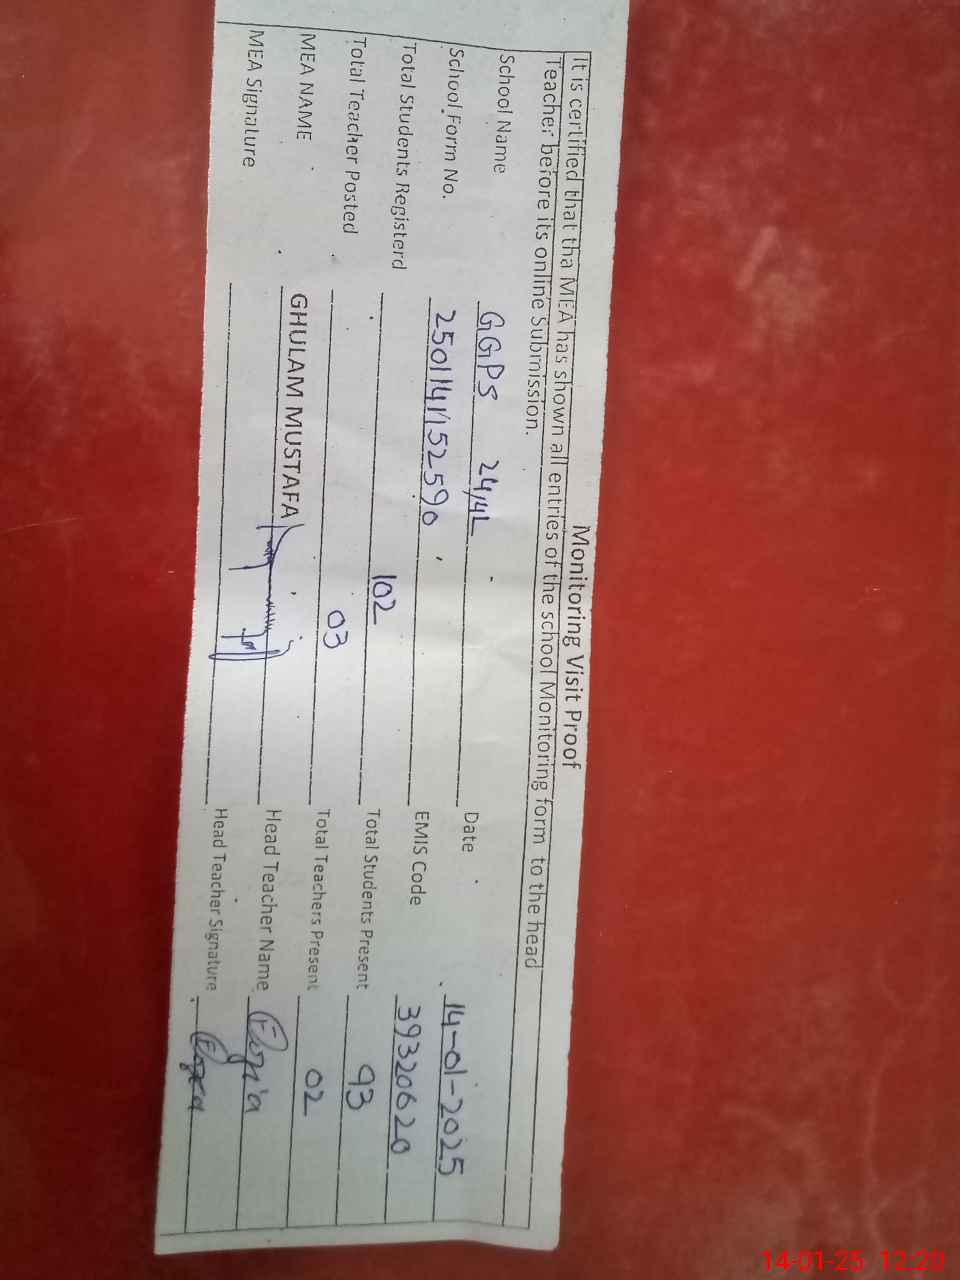 Monitoring Visit Proof
It is certified that tha MEA has shown all entries of the school Monitoring form to the head
Teacher before its online Submission.
School Name GGPS 24/4L Date 14-01-2025
School Form No. 250114152590 EMIS Code 39320620
Total Students Registerd 102 Total Students Present 93
Total Teacher Posted 03 Total Teachers Present 02
MEA NAME GHULAM MUSTAFA Head Teacher Name
MEA Signature Head Teacher Signature
14-01-25 12:20